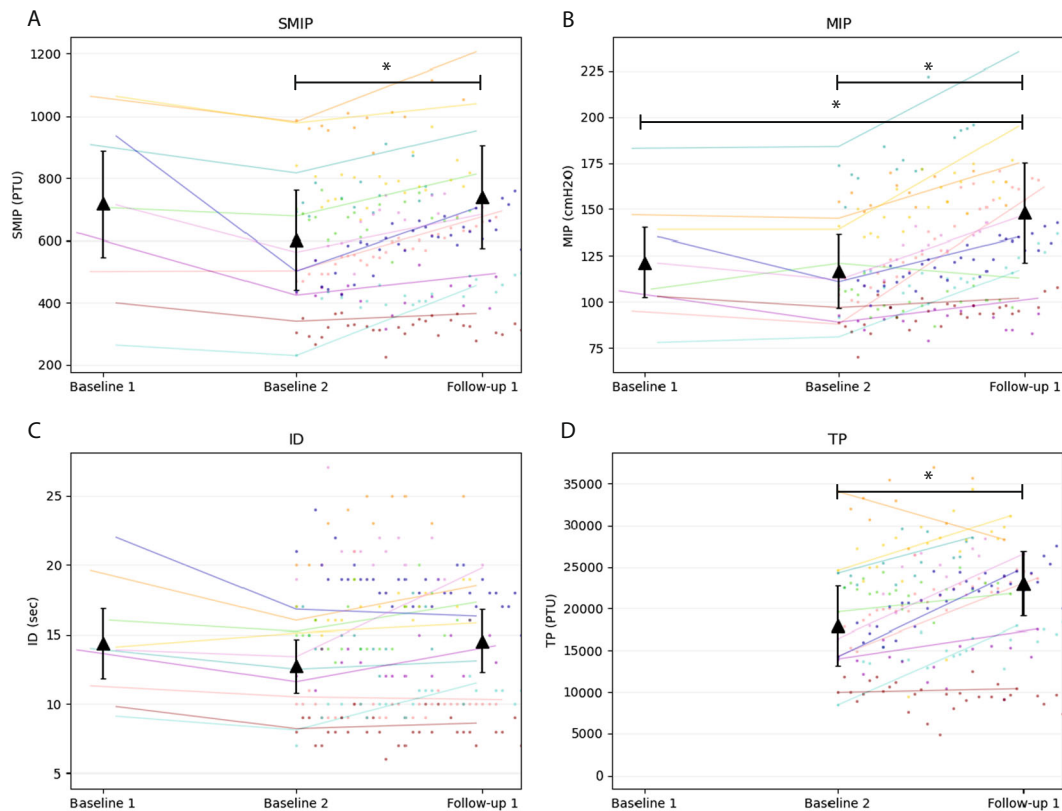 A
SMIP
1200
1000
800
600
400
200
SMIP (PTU)
*
Baseline 1
Baseline 2
Follow-up 1
B
MIP
225
200
175
150
125
100
75
MIP (cmH2O)
*
*
Baseline 1
Baseline 2
Follow-up 1
C
ID
25
20
15
10
5
ID (sec)
Baseline 1
Baseline 2
Follow-up 1
D
TP
35000
30000
25000
20000
15000
10000
5000
0
TP (PTU)
*
Baseline 1
Baseline 2
Follow-up 1